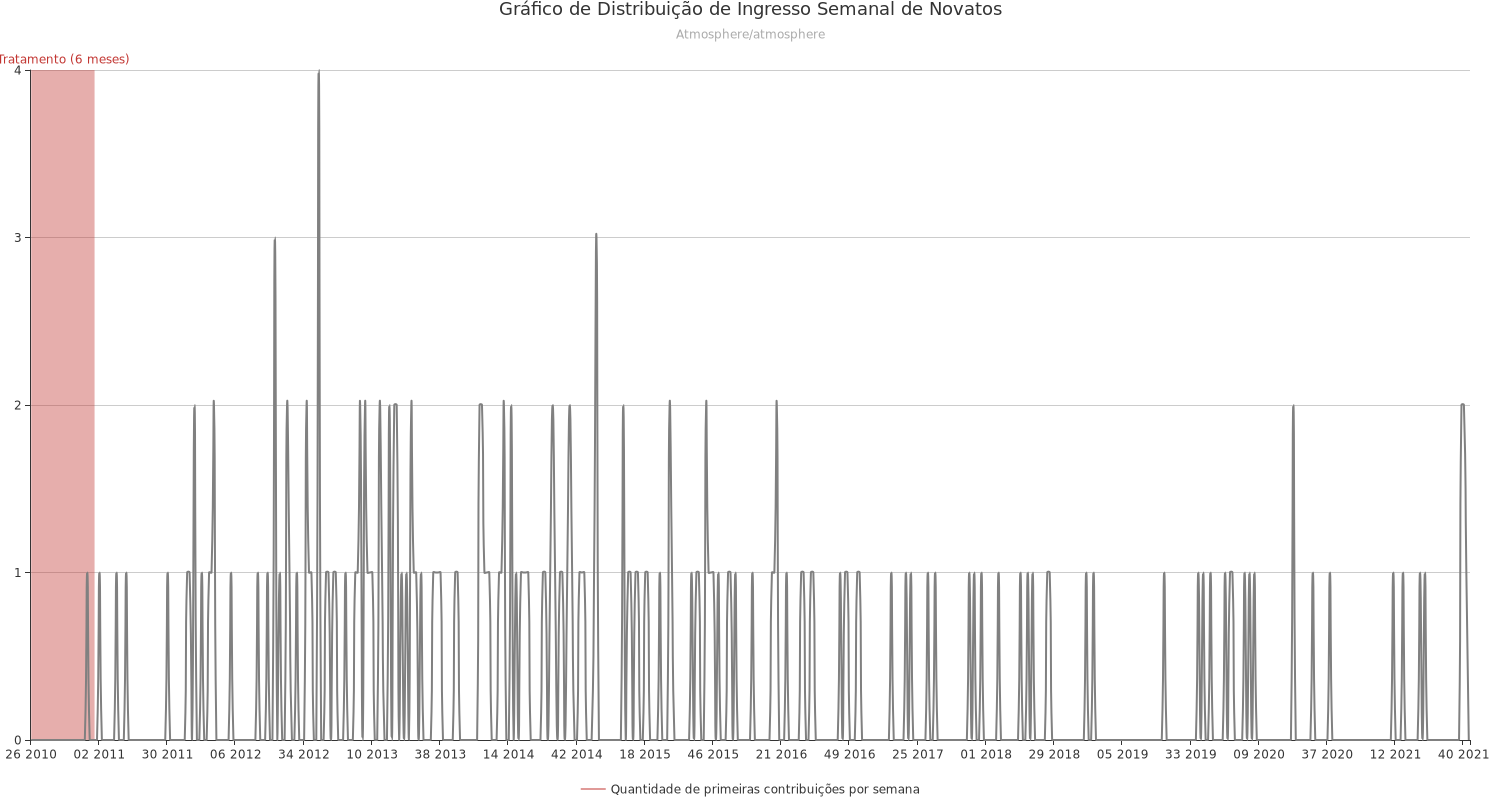 Gráfico de Distribuição de Ingresso Semanal de Novatos
Atmosphere/atmosphere
Tratamento (6 meses)
4
3
2
1
0
26 2010 02 2011 30 2011 06 2012 34 2012 10 2013 38 2013 14 2014 42 2014 18 2015 46 2015 21 2016 49 2016 25 2017 01 2018 29 2018 05 2019 33 2019 09 2020 37 2020 12 2021 40 2021
Quantidade de primeiras contribuições por semana